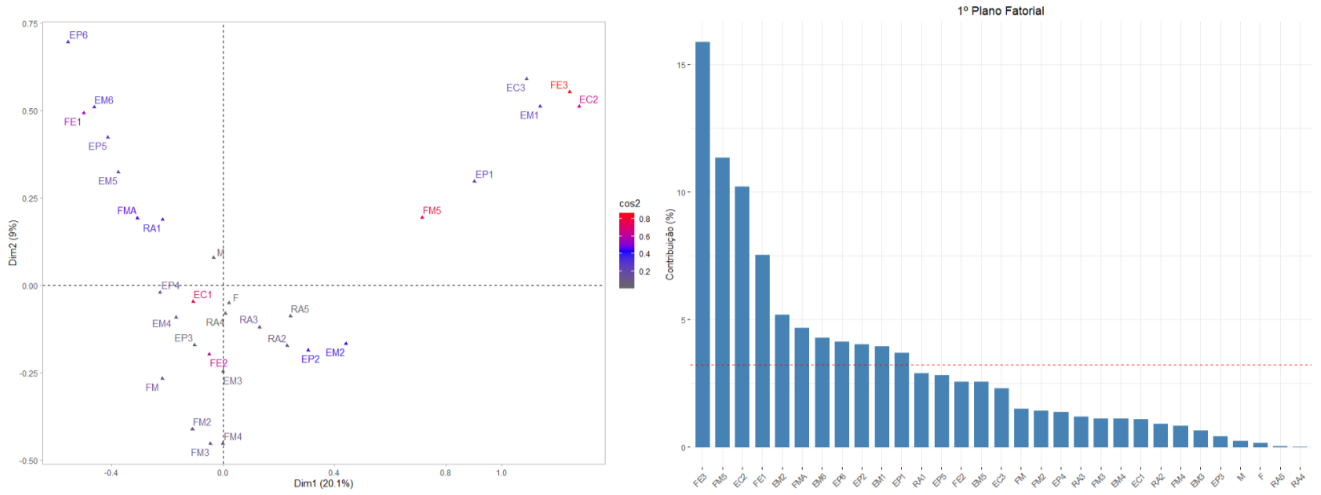 0.75
0.50
0.25
0.00
-0.25
-0.50
Dim2 (9%)
EP6
EM6
FE1
EP5
EM5
FMA
RA1
M
EC3
FE3
EC2
EM1
EP1
FM5
EP4
EC1
F
RA5
RA4
RA3
EM4
EP3
RA2
EP2
EM2
FE2
EM3
FM
FM2
FM4
FM3
-0.4
0.0
0.4
0.8
1.0
Dim1 (20.1%)
cos2
0.8
0.6
0.4
0.2
1º Plano Fatorial
Contribuição (%)
15
10
5
0
FE3
FM5
EC2
FE1
EM2
FMA
EM6
EP6
EP2
EM1
EP1
RA1
EP5
FE2
EM5
EC3
FM
FM2
EP4
RA3
FM3
EM4
EC1
RA2
FM4
EM3
EP3
M
F
RA5
RA4